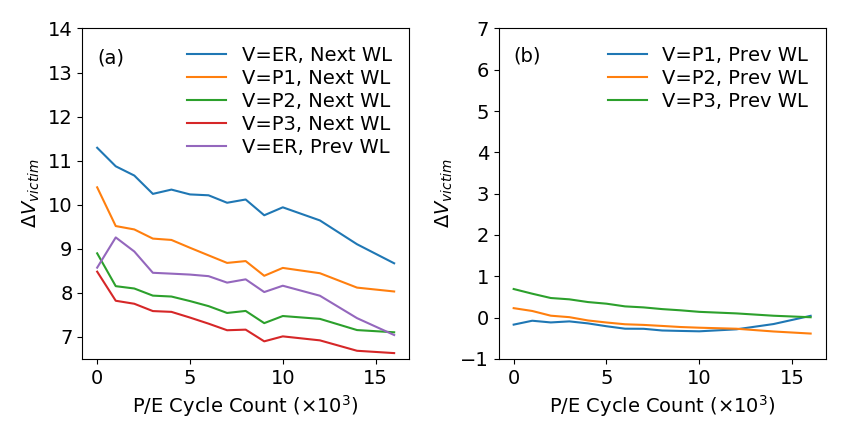 (a)
V=ER, Next WL
V=P1, Next WL
V=P2, Next WL
V=P3, Next WL
V=ER, Prev WL
14
13
12
11
10
9
8
7
ΔV_victim
0 5 10 15
P/E Cycle Count (×10³)
(b)
V=P1, Prev WL
V=P2, Prev WL
V=P3, Prev WL
7
6
5
4
3
2
1
0
−1
ΔV_victim
0 5 10 15
P/E Cycle Count (×10³)